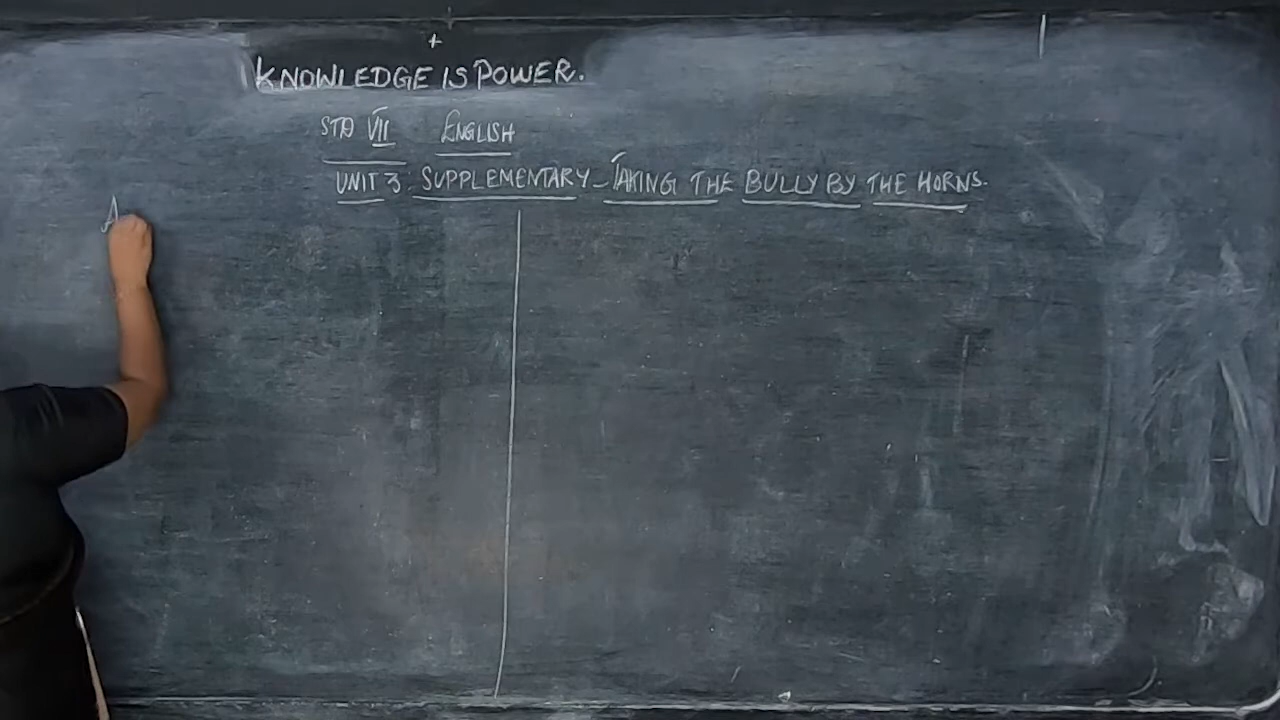 +
KNOWLEDGE IS POWER.
STD VII ENGLISH
UNIT 3: SUPPLEMENTARY - TAKING THE BULLY BY THE HORNS.
A